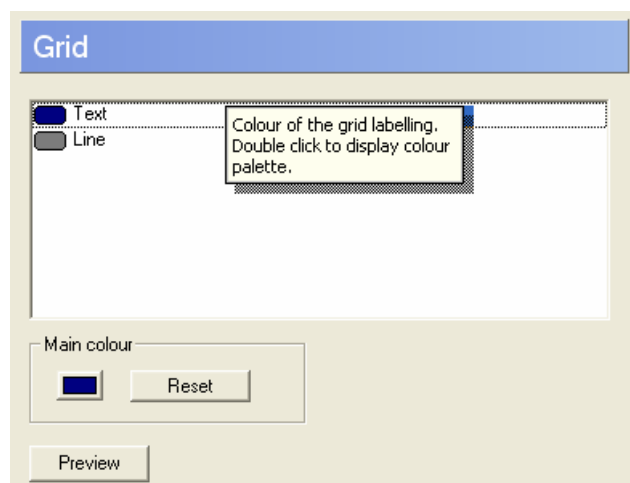 Grid
Text
Colour of the grid labelling.
Line
Double click to display colour
palette.
Main colour
Reset
Preview